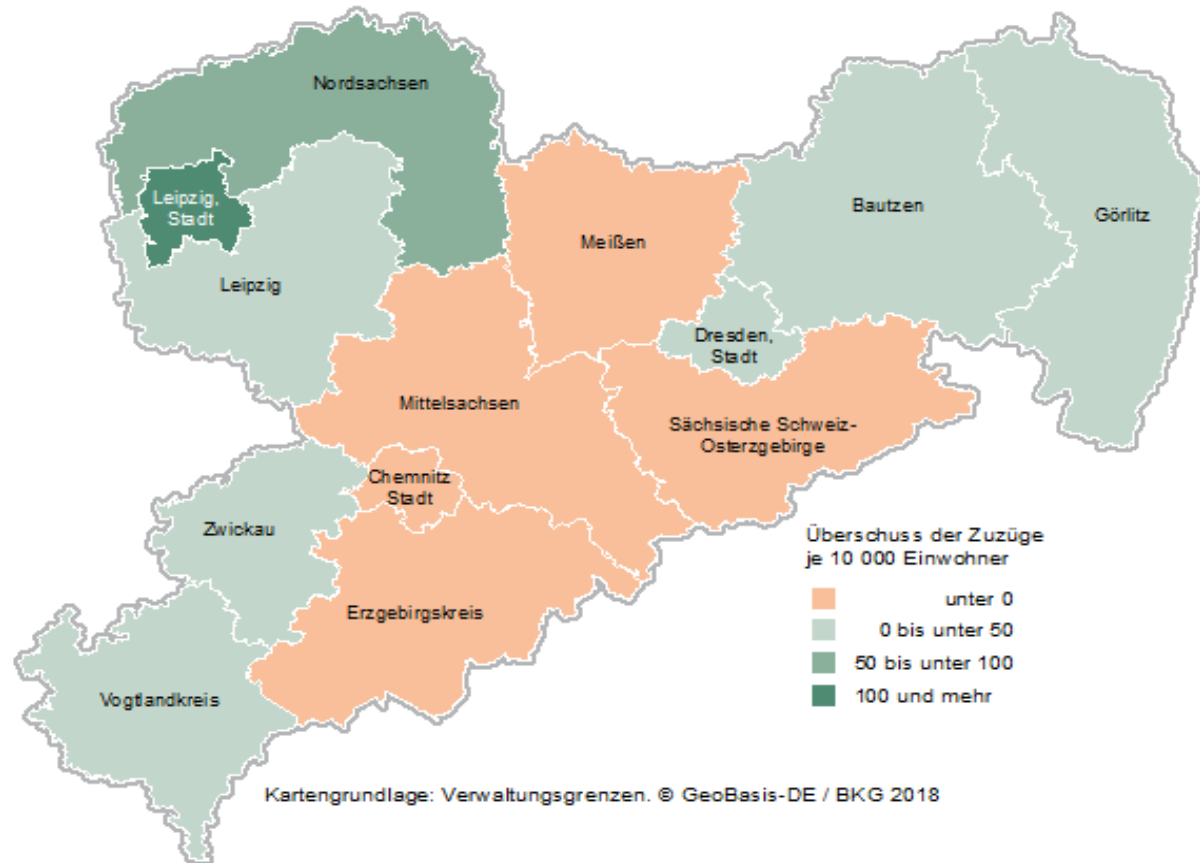 Nordsachsen
Leipzig,
Stadt
Leipzig
Meißen
Bautzen
Görlitz
Dresden,
Stadt
Mittelsachsen
Sächsische Schweiz-
Osterzgebirge
Chemnitz
Stadt
Zwickau
Erzgebirgskreis
Vogtlandkreis
Überschuss der Zuzüge
je 10 000 Einwohner
unter 0
0 bis unter 50
50 bis unter 100
100 und mehr
Kartengrundlage: Verwaltungsgrenzen. © GeoBasis-DE / BKG 2018